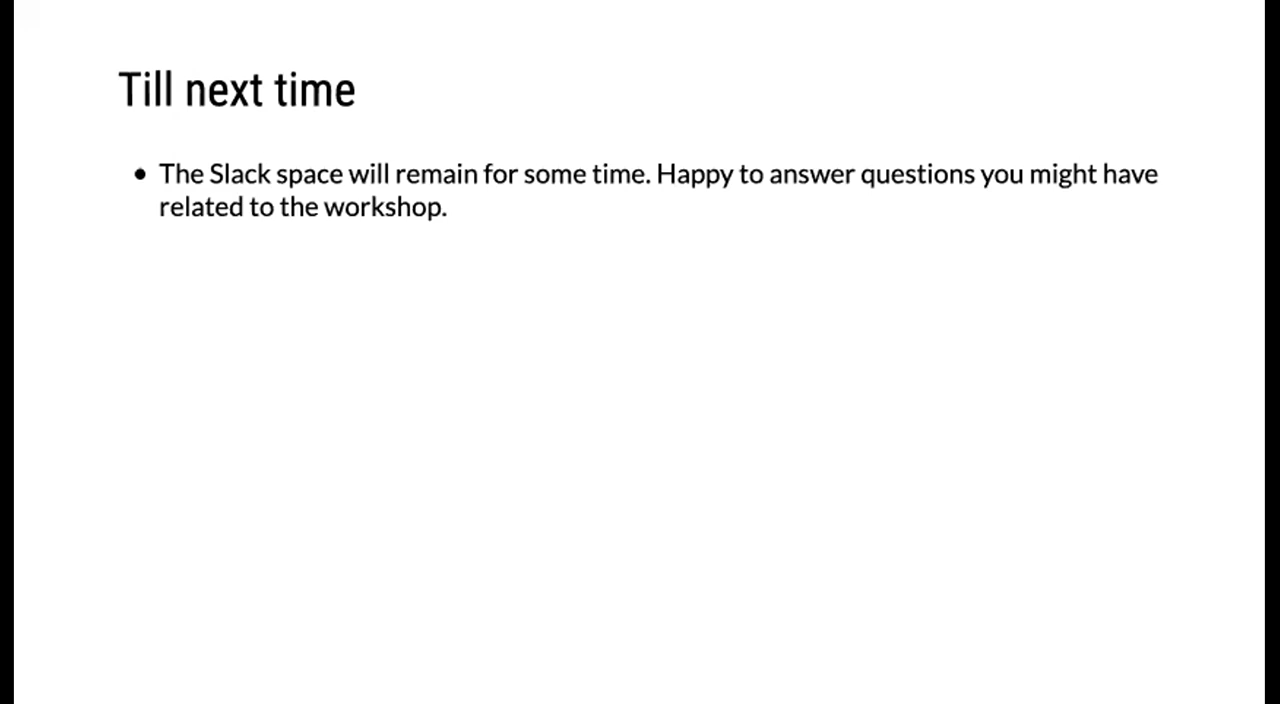 Till next time
• The Slack space will remain for some time. Happy to answer questions you might have
related to the workshop.